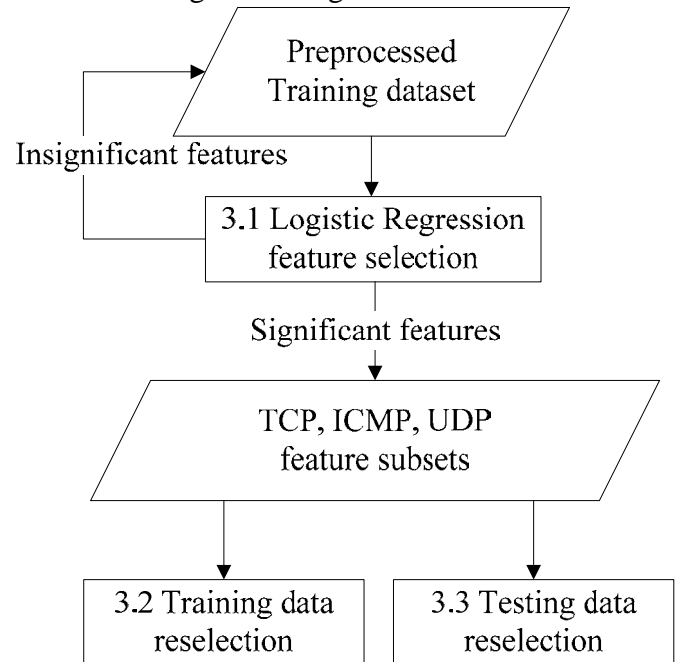 Preprocessed
Training dataset
Insignificant features
3.1 Logistic Regression
feature selection
Significant features
TCP, ICMP, UDP
feature subsets
3.2 Training data
reselection
3.3 Testing data
reselection